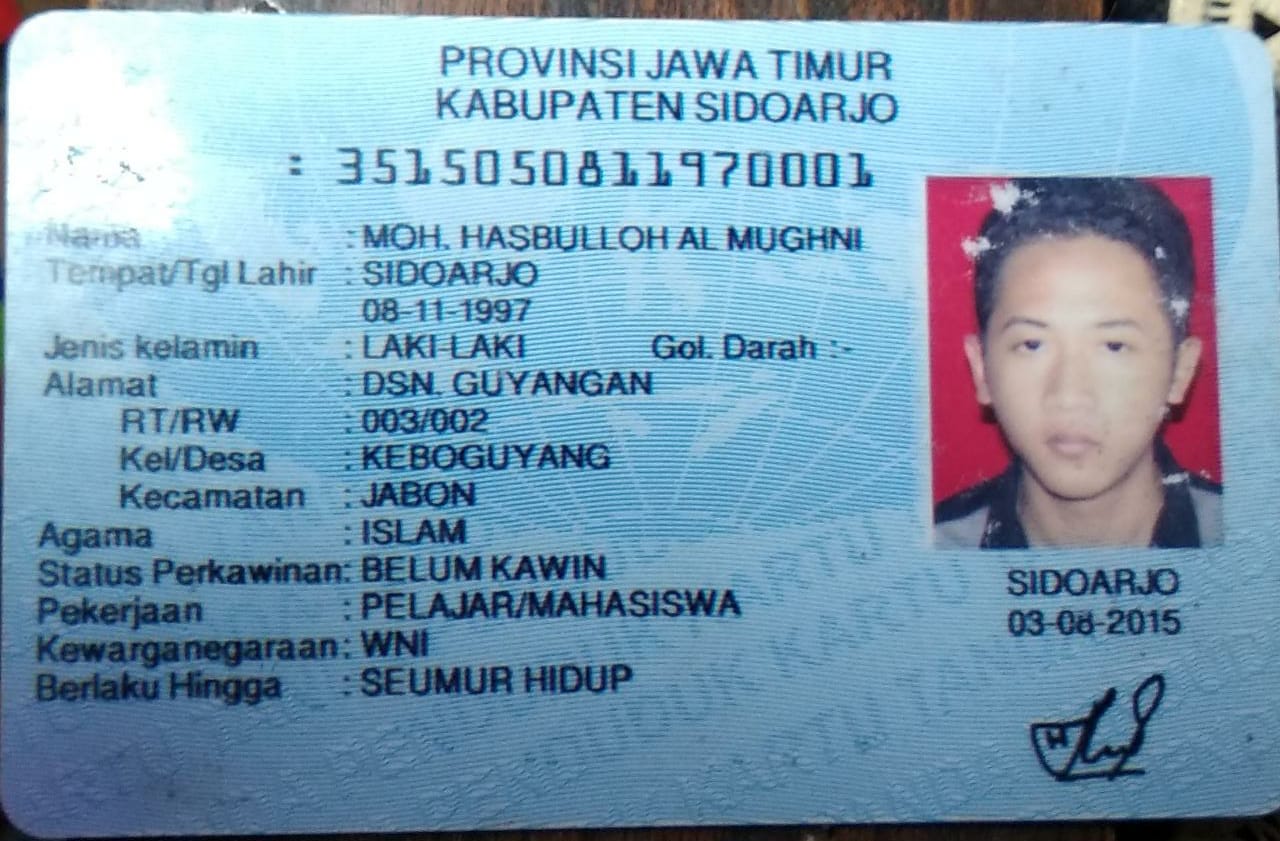 PROVINSI JAWA TIMUR
KABUPATEN SIDOARJO
: 3515050811970001
Nama : MOH. HASBULLOH AL MUGHNI
Tempat/Tgl Lahir : SIDOARJO
08-11-1997
Jenis kelamin : LAKI-LAKI Gol. Darah :-
Alamat : DSN. GUYANGAN
RT/RW : 003/002
Kel/Desa : KEBOGUYANG
Kecamatan : JABON
Agama : ISLAM
Status Perkawinan: BELUM KAWIN
Pekerjaan : PELAJAR/MAHASISWA
Kewarganegaraan: WNI
Berlaku Hingga : SEUMUR HIDUP
SIDOARJO
03-08-2015